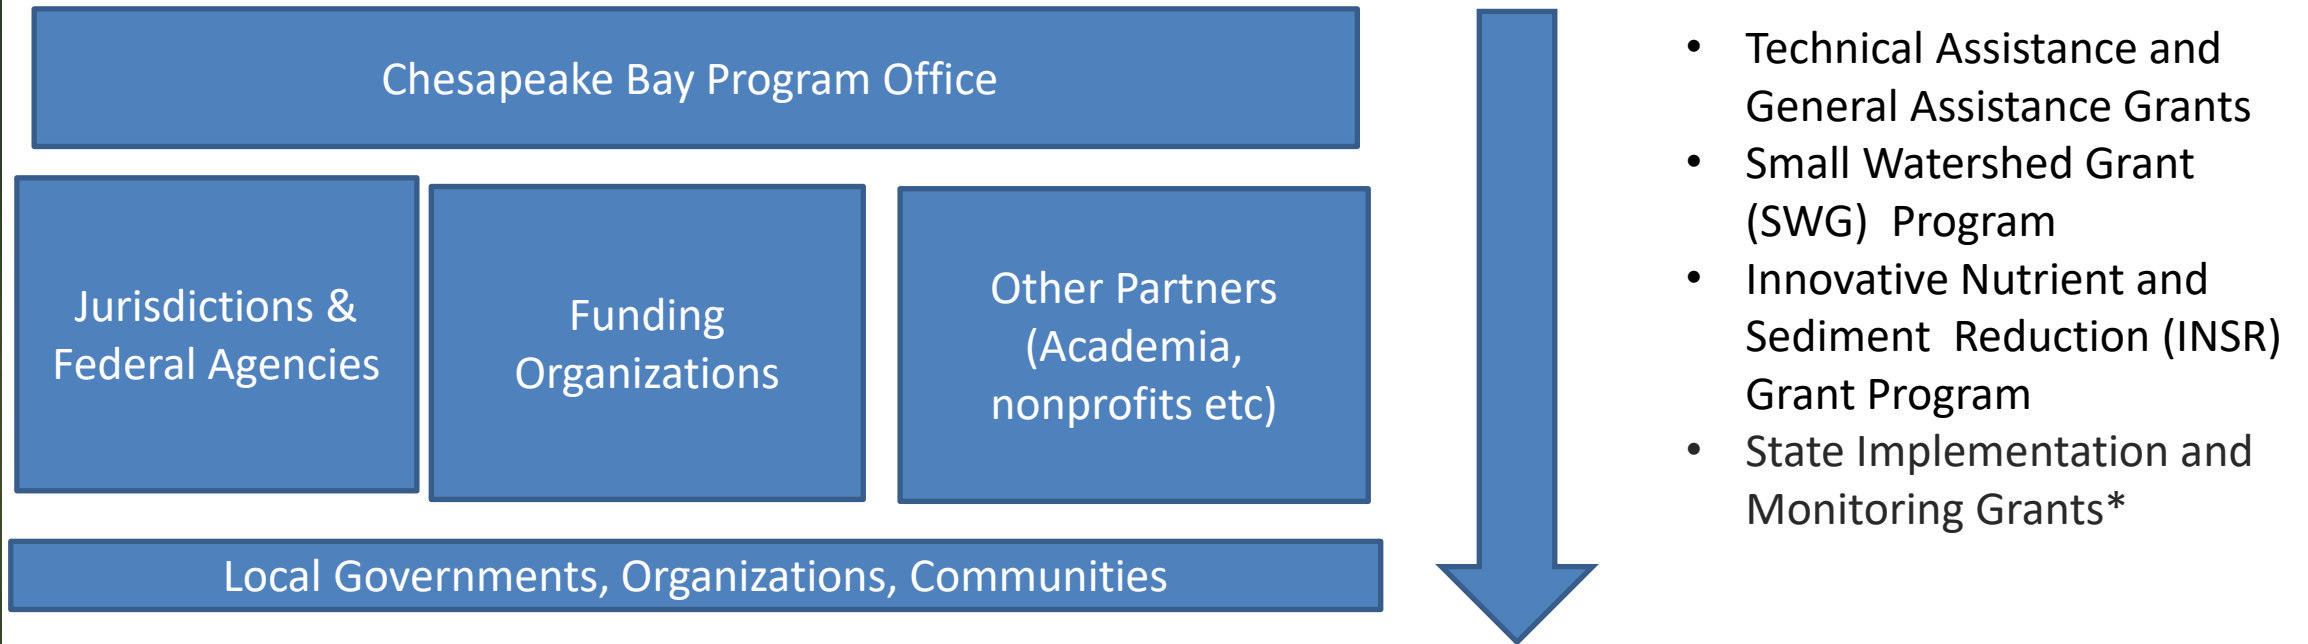 Chesapeake Bay Program Office
Jurisdictions &
Federal Agencies
Funding
Organizations
Other Partners
(Academia,
nonprofits etc)
Local Governments, Organizations, Communities
• Technical Assistance and
General Assistance Grants
• Small Watershed Grant
(SWG) Program
• Innovative Nutrient and
Sediment Reduction (INSR)
Grant Program
• State Implementation and
Monitoring Grants*